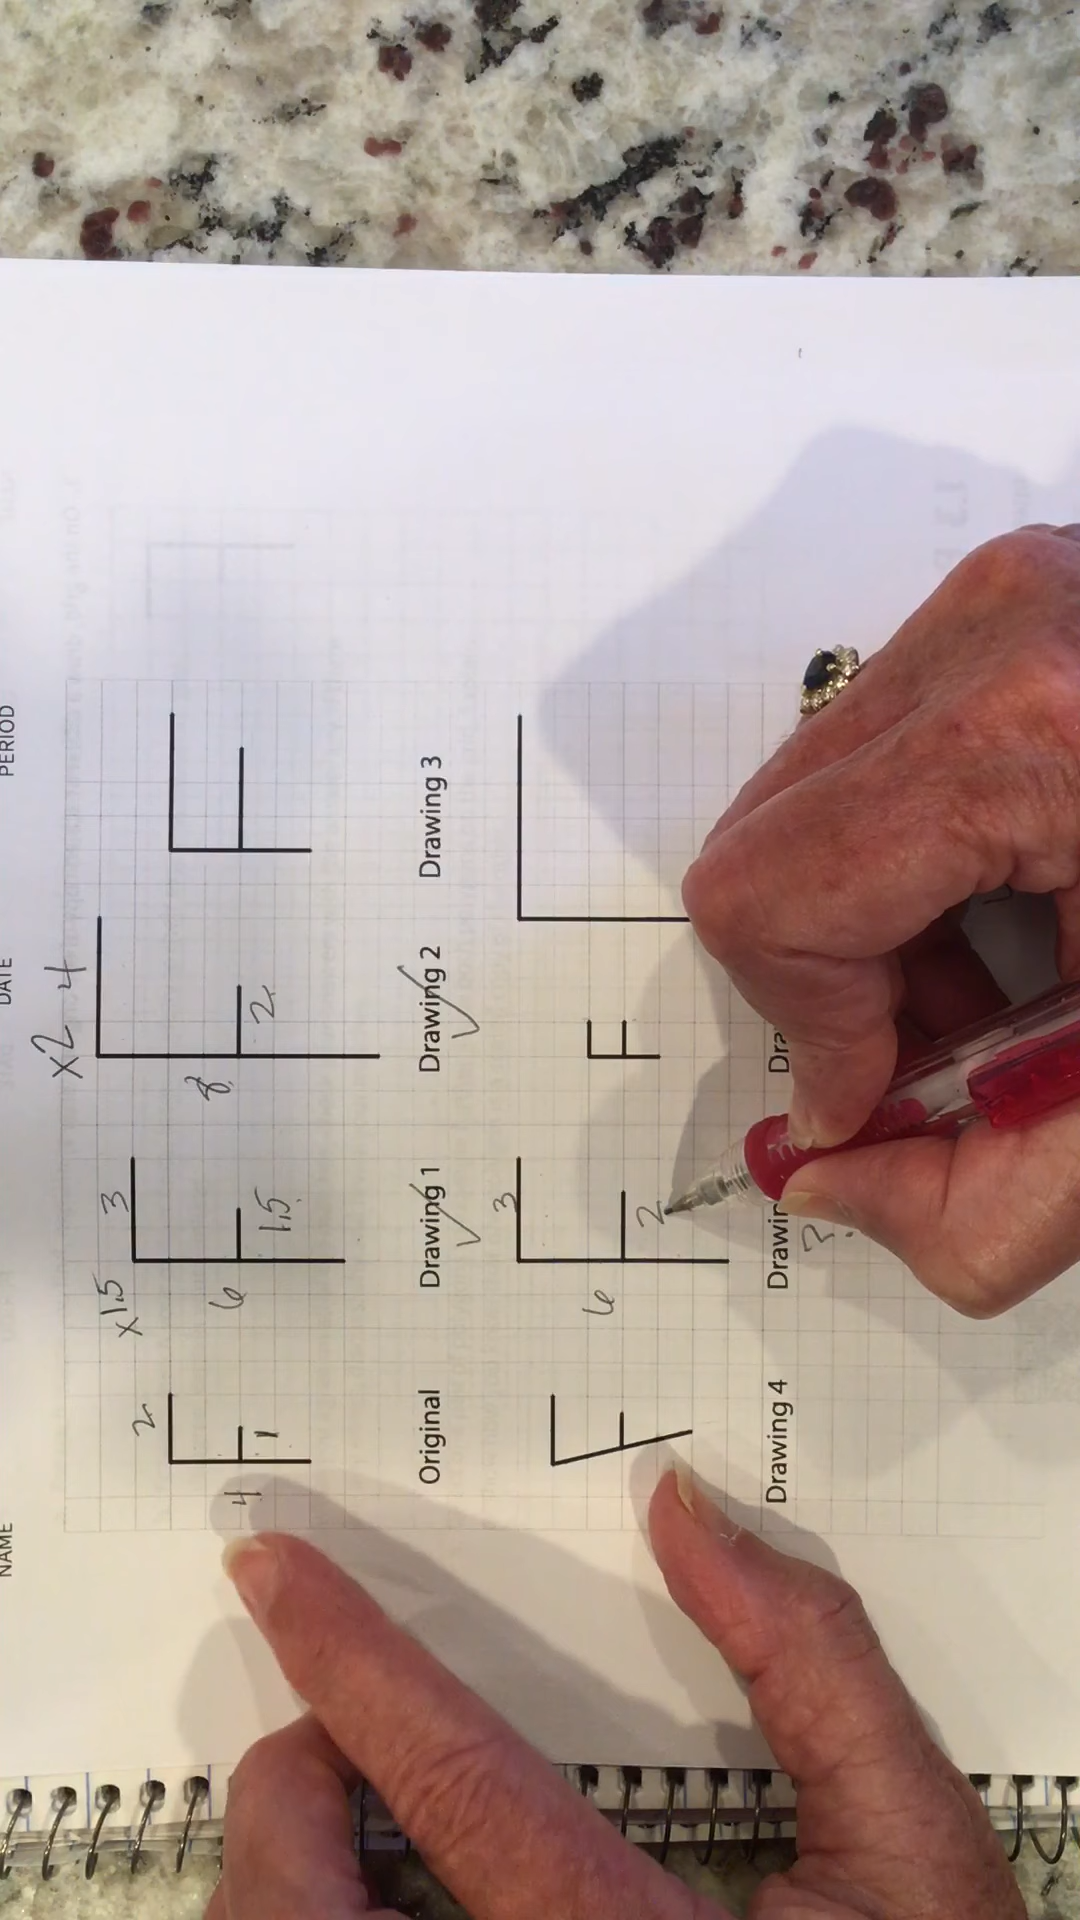 NAME DATE PERIOD
x1.5 x2
2 3 4
4 6 8
1 1.5 2
Original Drawing 1 Drawing 2 Drawing 3
3
6
2
Drawing 4
?